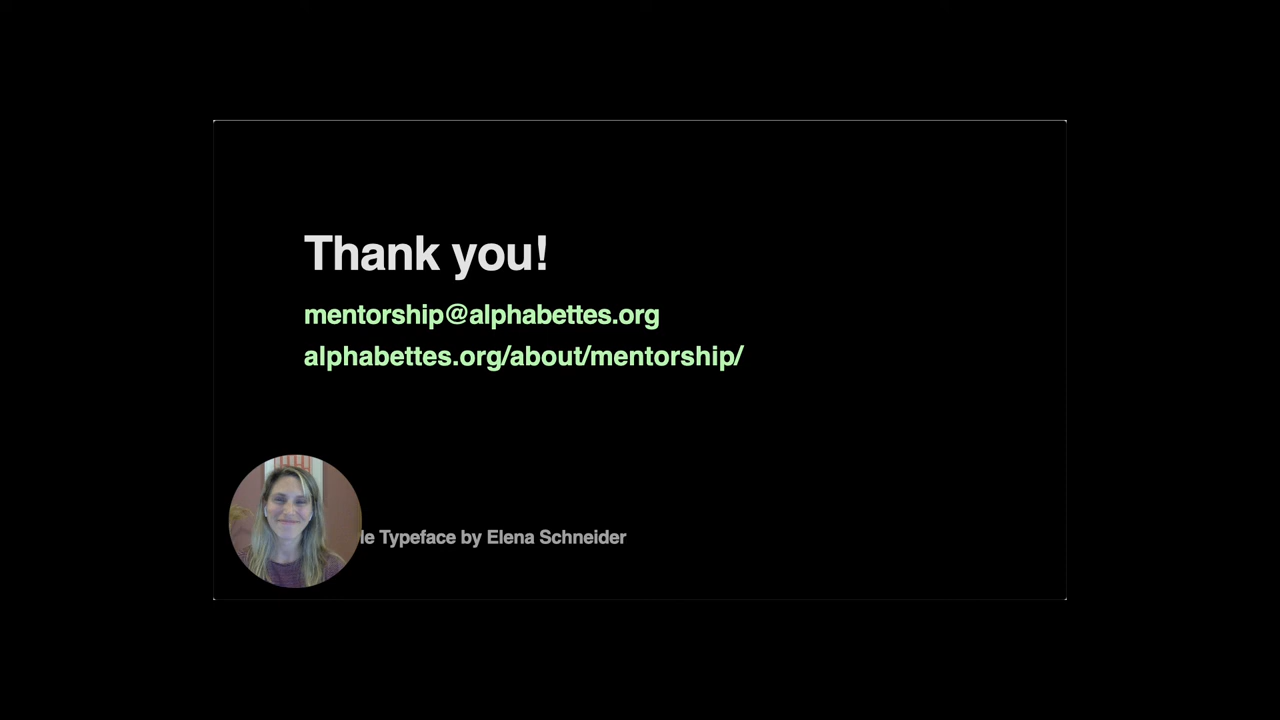 Thank you!
mentorship@alphabettes.org
alphabettes.org/about/mentorship/
Typeface by Elena Schneider